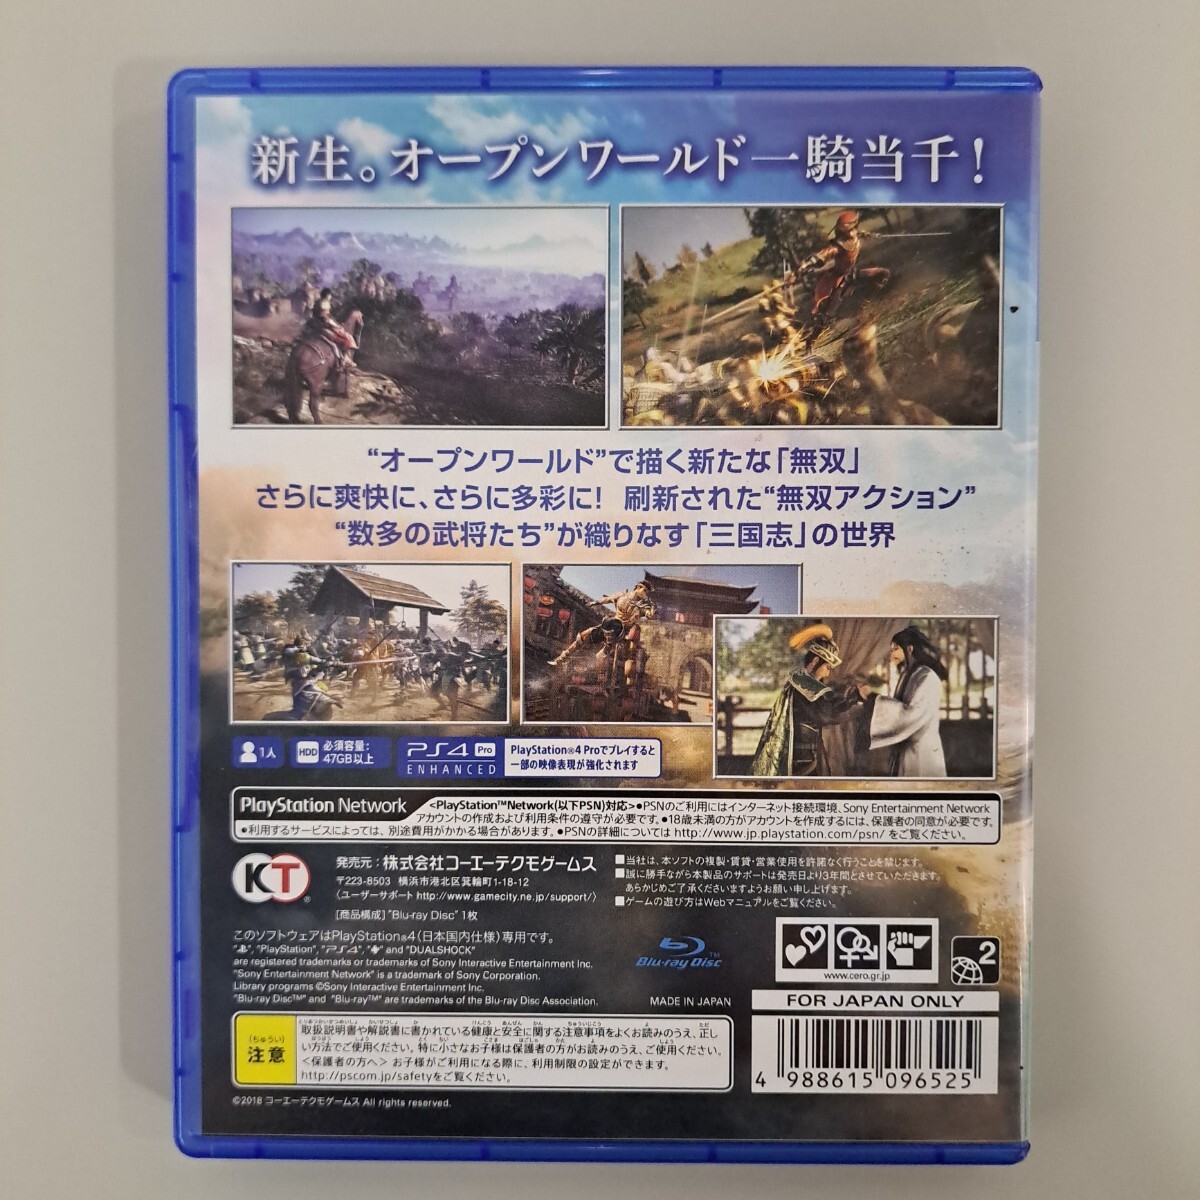 新生。オープンワールド一騎当千！
“オープンワールド”で描く新たな「無双」
さらに爽快に、さらに多彩に！ 刷新された“無双アクション”
“数多の武将たち”が織りなす「三国志」の世界
1人
HDD 必須容量：
47GB以上
PS4 Pro
ENHANCED
PlayStation®4 Proでプレイすると
一部の映像表現が強化されます
PlayStation Network
<PlayStation™Network(以下PSN)対応>●PSNのご利用にはインターネット接続環境、Sony Entertainment Network
アカウントの作成および利用条件の遵守が必要です。●18歳未満の方がアカウントを作成するには、保護者の同意が必要です。
●利用するサービスによっては、別途費用がかかる場合があります。●PSNの詳細については http://www.jp.playstation.com/psn/ をご覧ください。
KT®
発売元：株式会社コーエーテクモゲームス
〒223-8503 横浜市港北区箕輪町1-18-12
〈ユーザーサポート http://www.gamecity.ne.jp/support/〉
[商品構成] "Blu-ray Disc" 1枚
■当社は、本ソフトの複製・賃貸・営業使用を許諾なく行うことを禁じます。
■誠に勝手ながら本製品のサポートは発売日より3年間とさせていただきます。
あらかじめご了承くださいますようお願い申し上げます。
■ゲームの遊び方はWebマニュアルをご覧ください。
このソフトウェアはPlayStation®4(日本国内仕様)専用です。
"PlayStation", "PS4", and "DUALSHOCK"
are registered trademarks or trademarks of Sony Interactive Entertainment Inc.
"Sony Entertainment Network" is a trademark of Sony Corporation.
Library programs ©Sony Interactive Entertainment Inc.
"Blu-ray Disc™" and "Blu-ray™" are trademarks of the Blu-ray Disc Association.
Blu-ray Disc™
MADE IN JAPAN
www.cero.gr.jp
2
FOR JAPAN ONLY
4 988615 096525
(ちゅうい)
注意
取扱説明書や解説書に書かれている健康と安全に関する注意事項をよくお読みのうえ、正し
い方法でご使用ください。特に小さなお子様は保護者の方がお読みのうえ、ご使用ください。
<保護者の方へ> お子様がご利用になる際に、利用制限の設定ができます。
http://pscom.jp/safetyをご覧ください。
©2018 コーエーテクモゲームス All rights reserved.